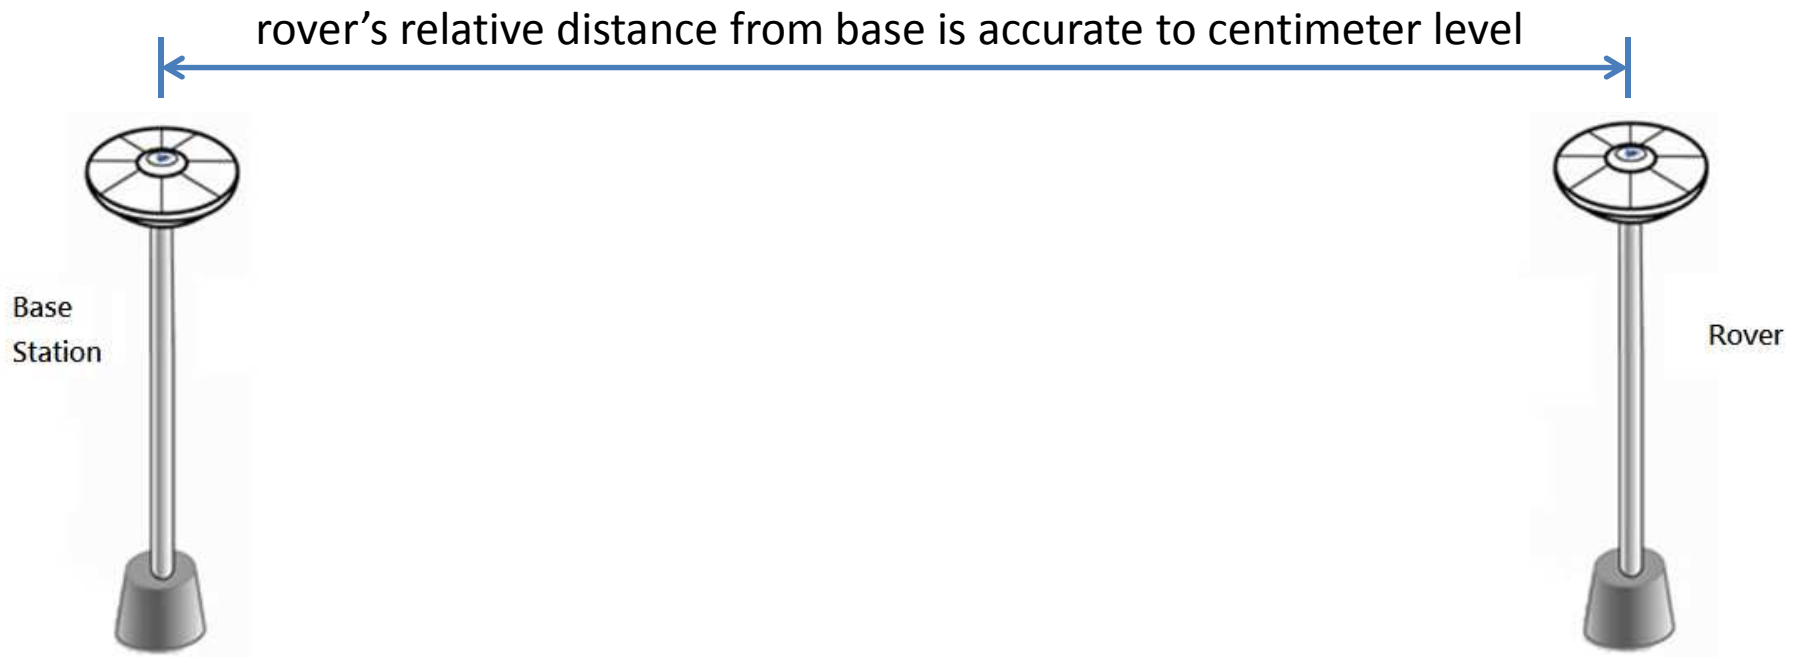 rover’s relative distance from base is accurate to centimeter level
Base
Station
Rover